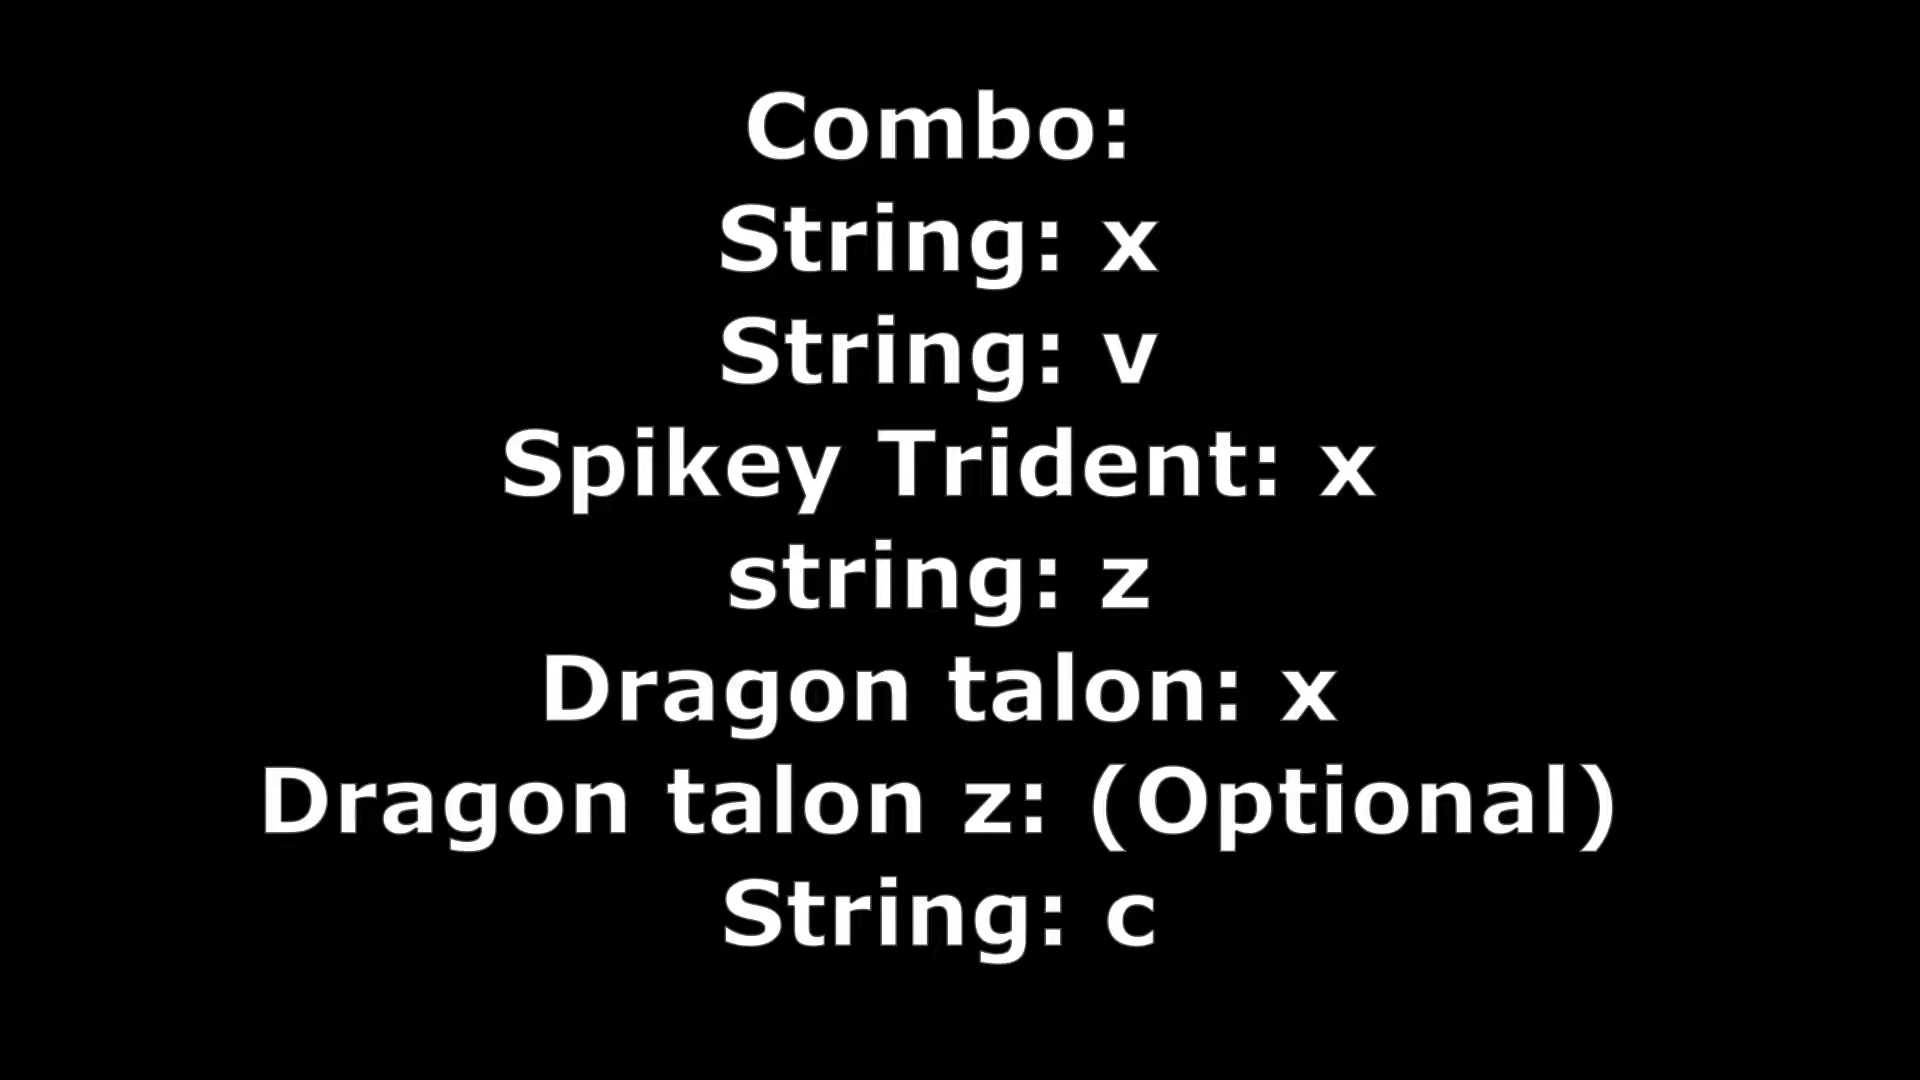 Combo:
String: x
String: v
Spikey Trident: x
string: z
Dragon talon: x
Dragon talon z: (Optional)
String: c